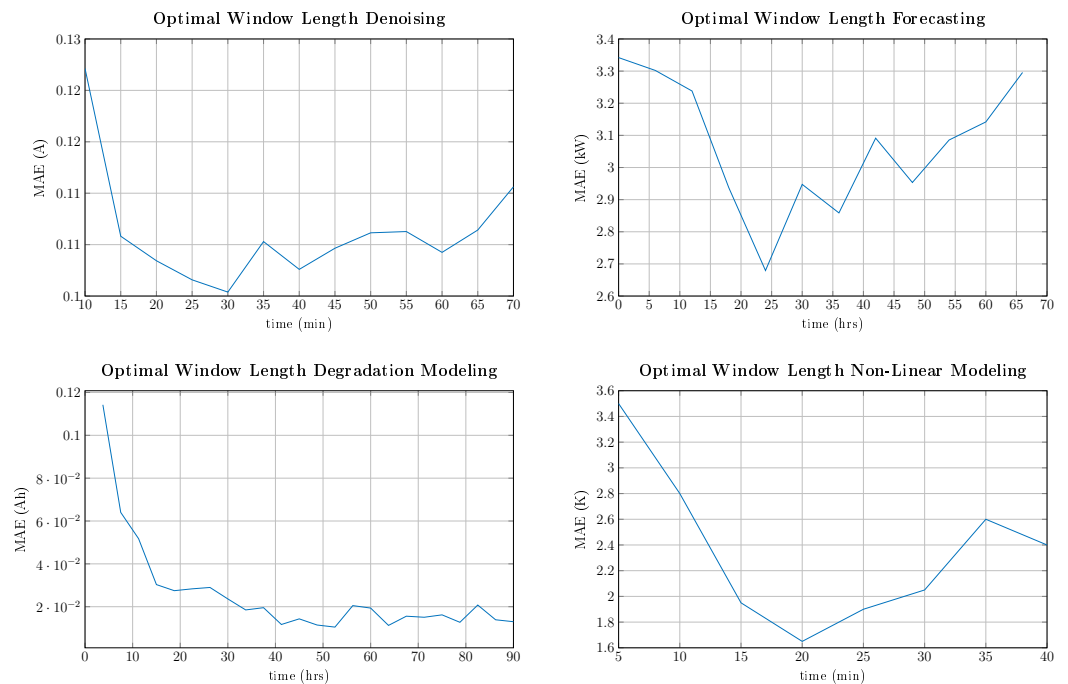 Optimal Window Length Denoising
0.13
0.12
0.12
0.11
0.11
0.1
MAE (A)
10 15 20 25 30 35 40 45 50 55 60 65 70
time (min)
Optimal Window Length Forecasting
3.4
3.3
3.2
3.1
3
2.9
2.8
2.7
2.6
MAE (kW)
0 5 10 15 20 25 30 35 40 45 50 55 60 65 70
time (hrs)
Optimal Window Length Degradation Modeling
0.12
0.1
8 · 10⁻²
6 · 10⁻²
4 · 10⁻²
2 · 10⁻²
MAE (Ah)
0 10 20 30 40 50 60 70 80 90
time (hrs)
Optimal Window Length Non-Linear Modeling
3.6
3.4
3.2
3
2.8
2.6
2.4
2.2
2
1.8
1.6
MAE (K)
5 10 15 20 25 30 35 40
time (min)